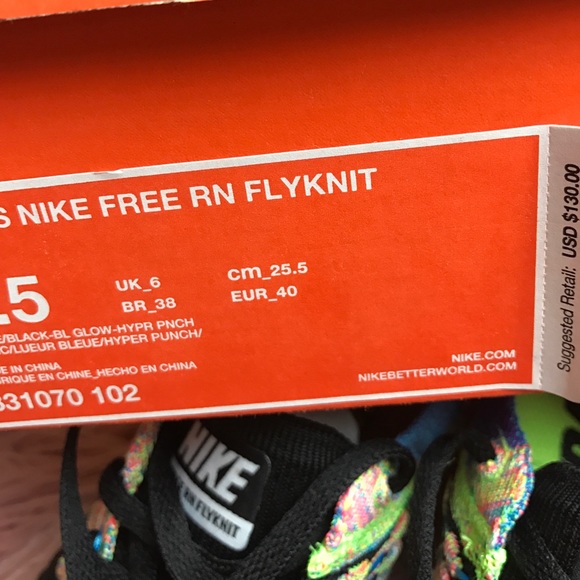 S NIKE FREE RN FLYKNIT
.5
UK_6
BR_38
cm_25.5
EUR_40
/BLACK-BL GLOW-HYPR PNCH
C/LUEUR BLEUE/HYPER PUNCH/
IN CHINA
RIQUE EN CHINE_HECHO EN CHINA
831070 102
NIKE.COM
NIKEBETTERWORLD.COM
Suggested Retail: USD $130.00
NIKE
RN FLYKNIT